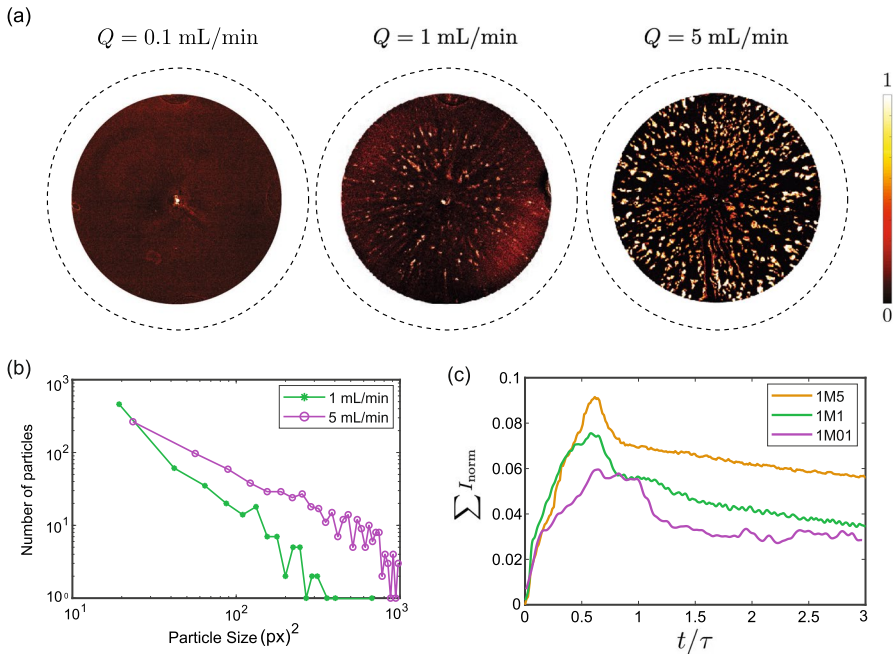 (a)
Q = 0.1 mL/min
Q = 1 mL/min
Q = 5 mL/min
1
0
(b)
10³
10²
10¹
10⁰
Number of particles
1 mL/min
5 mL/min
10¹
10²
10³
Particle Size (px)²
(c)
0.1
0.08
0.06
0.04
0.02
0
∑ I_norm
1M5
1M1
1M01
0
0.5
1
1.5
2
2.5
3
t/τ